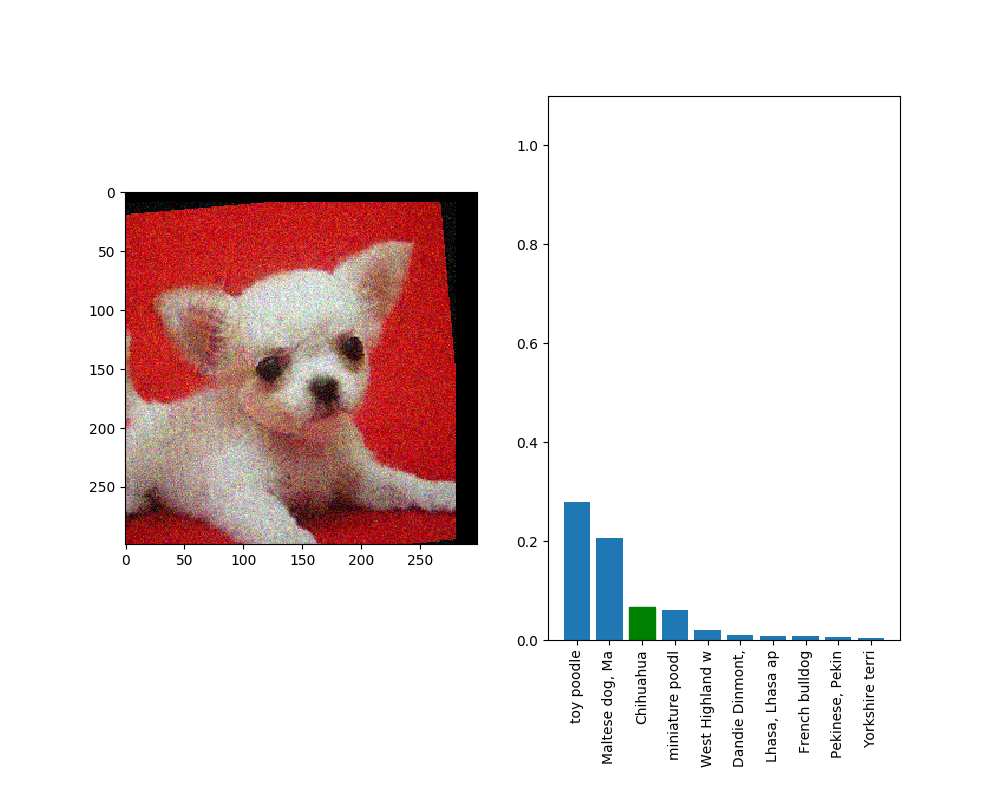 0
50
100
150
200
250
0 50 100 150 200 250
1.0
0.8
0.6
0.4
0.2
0.0
toy poodle
Maltese dog, Ma
Chihuahua
miniature poodl
West Highland w
Dandie Dinmont,
Lhasa, Lhasa ap
French bulldog
Pekinese, Pekin
Yorkshire terri